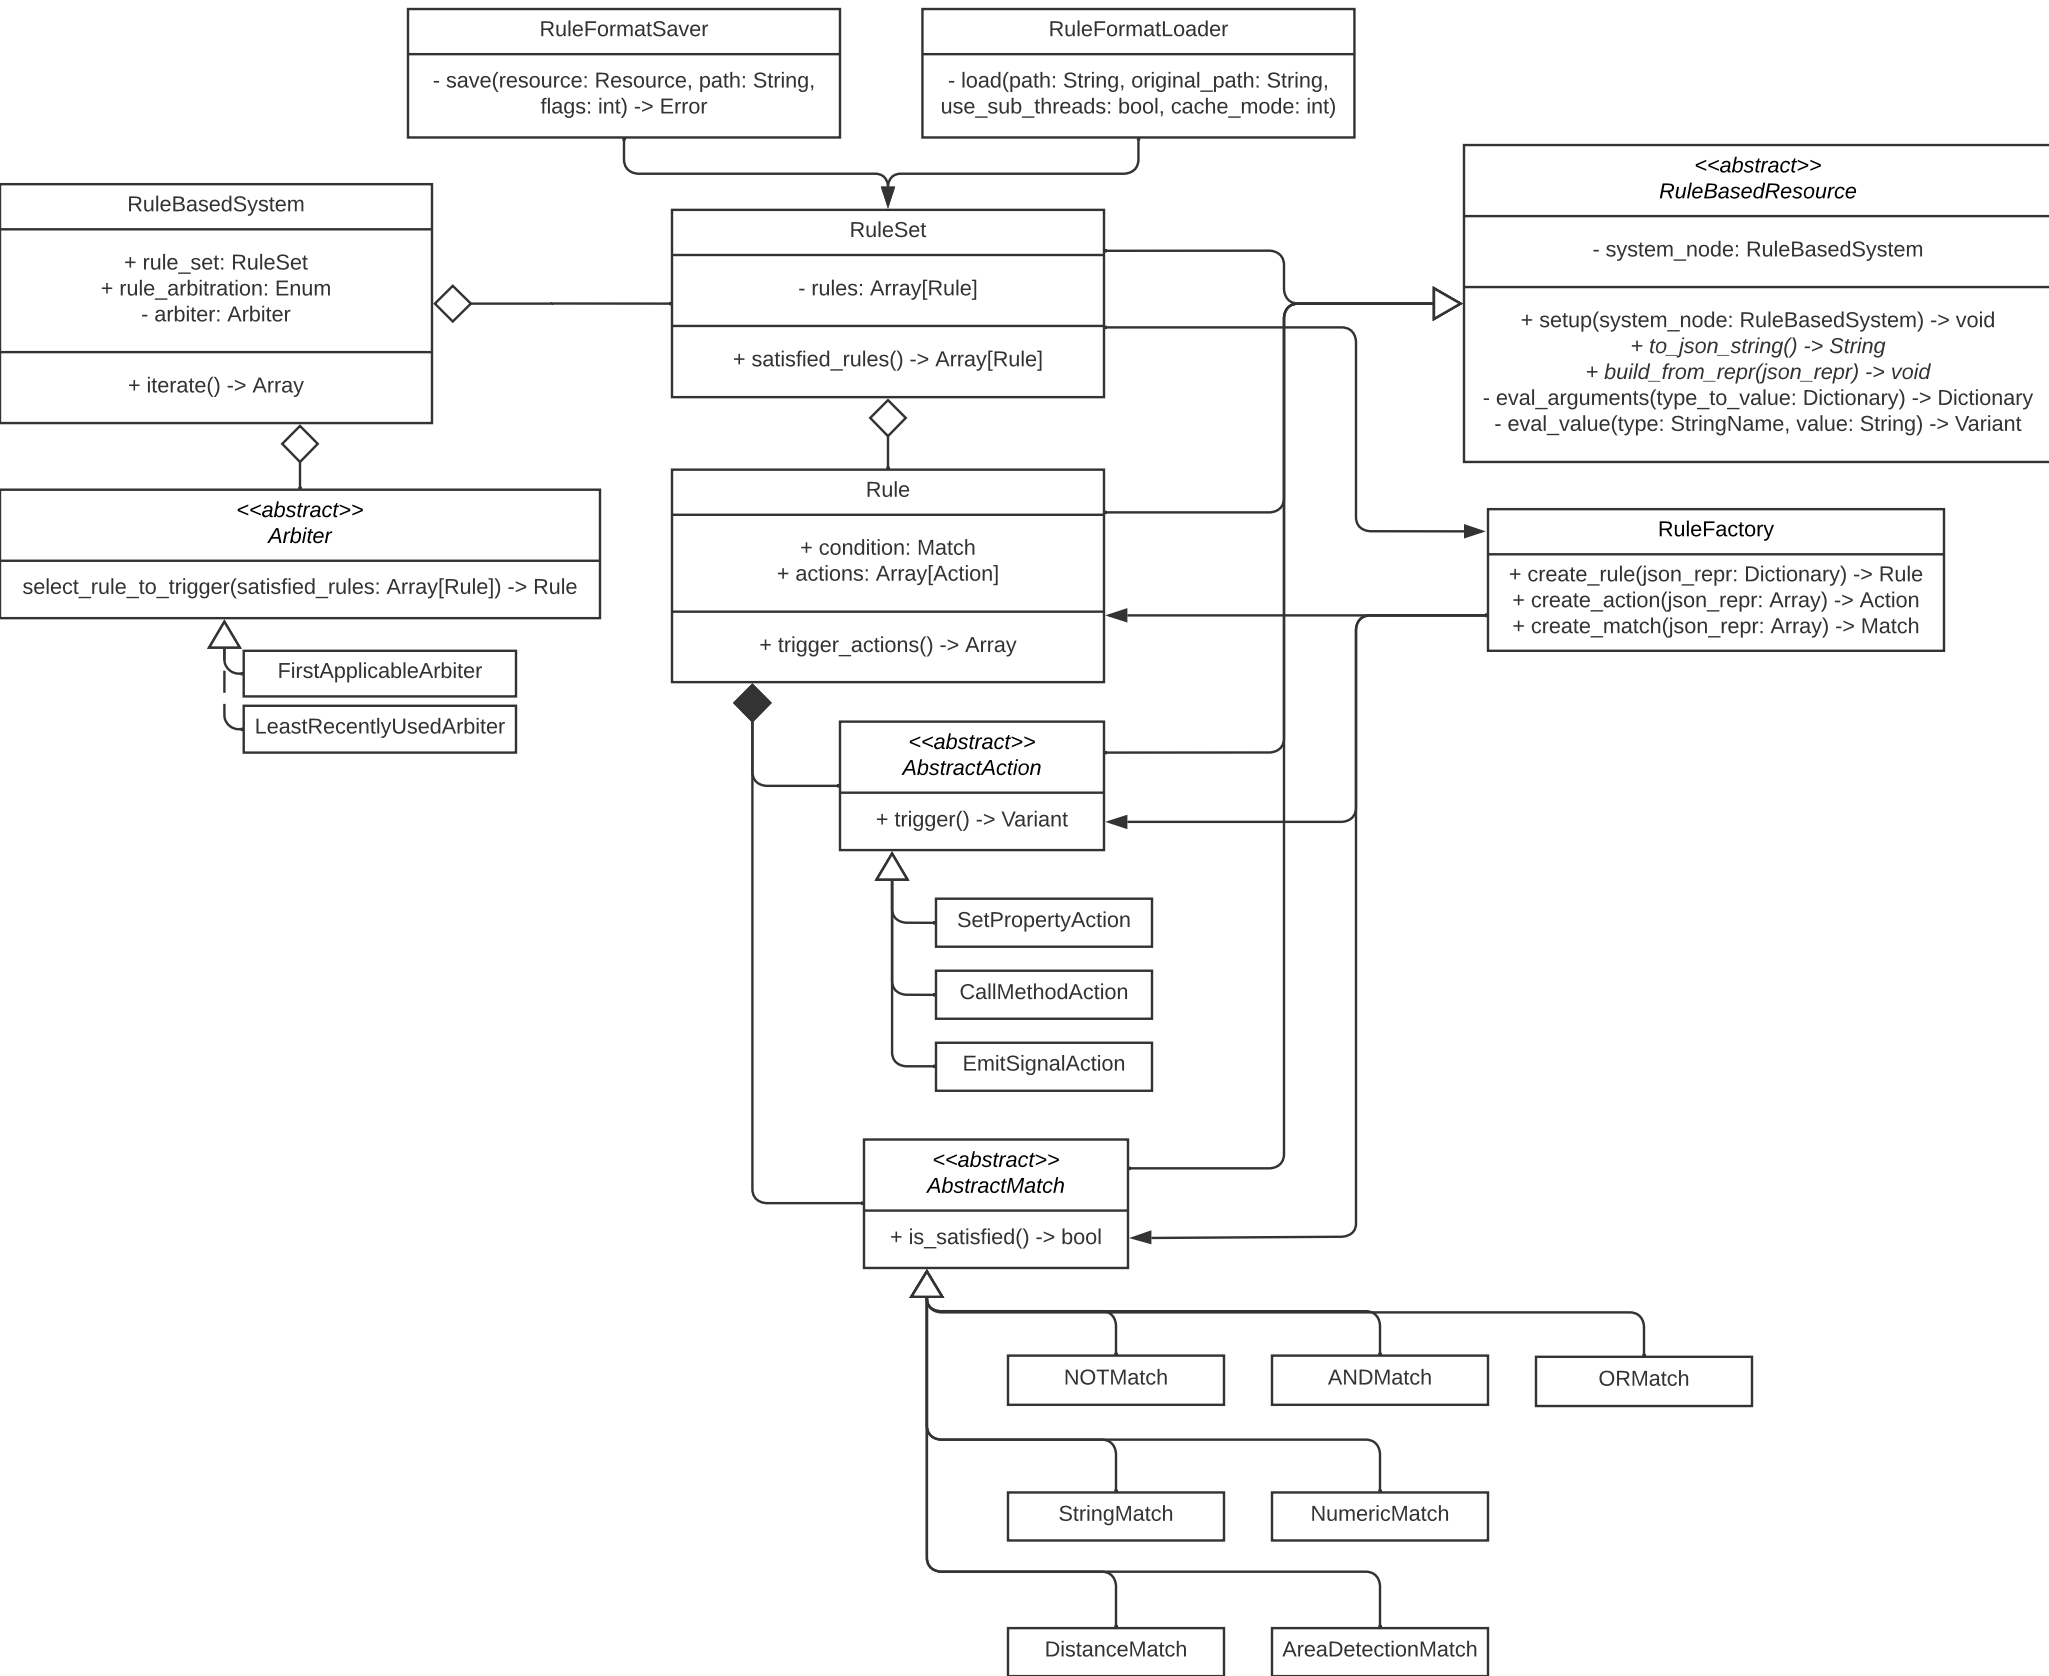 RuleFormatSaver
- save(resource: Resource, path: String,
flags: int) -> Error
RuleFormatLoader
- load(path: String, original_path: String,
use_sub_threads: bool, cache_mode: int)
<<abstract>>
RuleBasedResource
- system_node: RuleBasedSystem
+ setup(system_node: RuleBasedSystem) -> void
+ to_json_string() -> String
+ build_from_repr(json_repr) -> void
- eval_arguments(type_to_value: Dictionary) -> Dictionary
- eval_value(type: StringName, value: String) -> Variant
RuleBasedSystem
+ rule_set: RuleSet
+ rule_arbitration: Enum
- arbiter: Arbiter
+ iterate() -> Array
RuleSet
- rules: Array[Rule]
+ satisfied_rules() -> Array[Rule]
<<abstract>>
Arbiter
select_rule_to_trigger(satisfied_rules: Array[Rule]) -> Rule
FirstApplicableArbiter
LeastRecentlyUsedArbiter
Rule
+ condition: Match
+ actions: Array[Action]
+ trigger_actions() -> Array
RuleFactory
+ create_rule(json_repr: Dictionary) -> Rule
+ create_action(json_repr: Array) -> Action
+ create_match(json_repr: Array) -> Match
<<abstract>>
AbstractAction
+ trigger() -> Variant
SetPropertyAction
CallMethodAction
EmitSignalAction
<<abstract>>
AbstractMatch
+ is_satisfied() -> bool
NOTMatch
ANDMatch
ORMatch
StringMatch
NumericMatch
DistanceMatch
AreaDetectionMatch